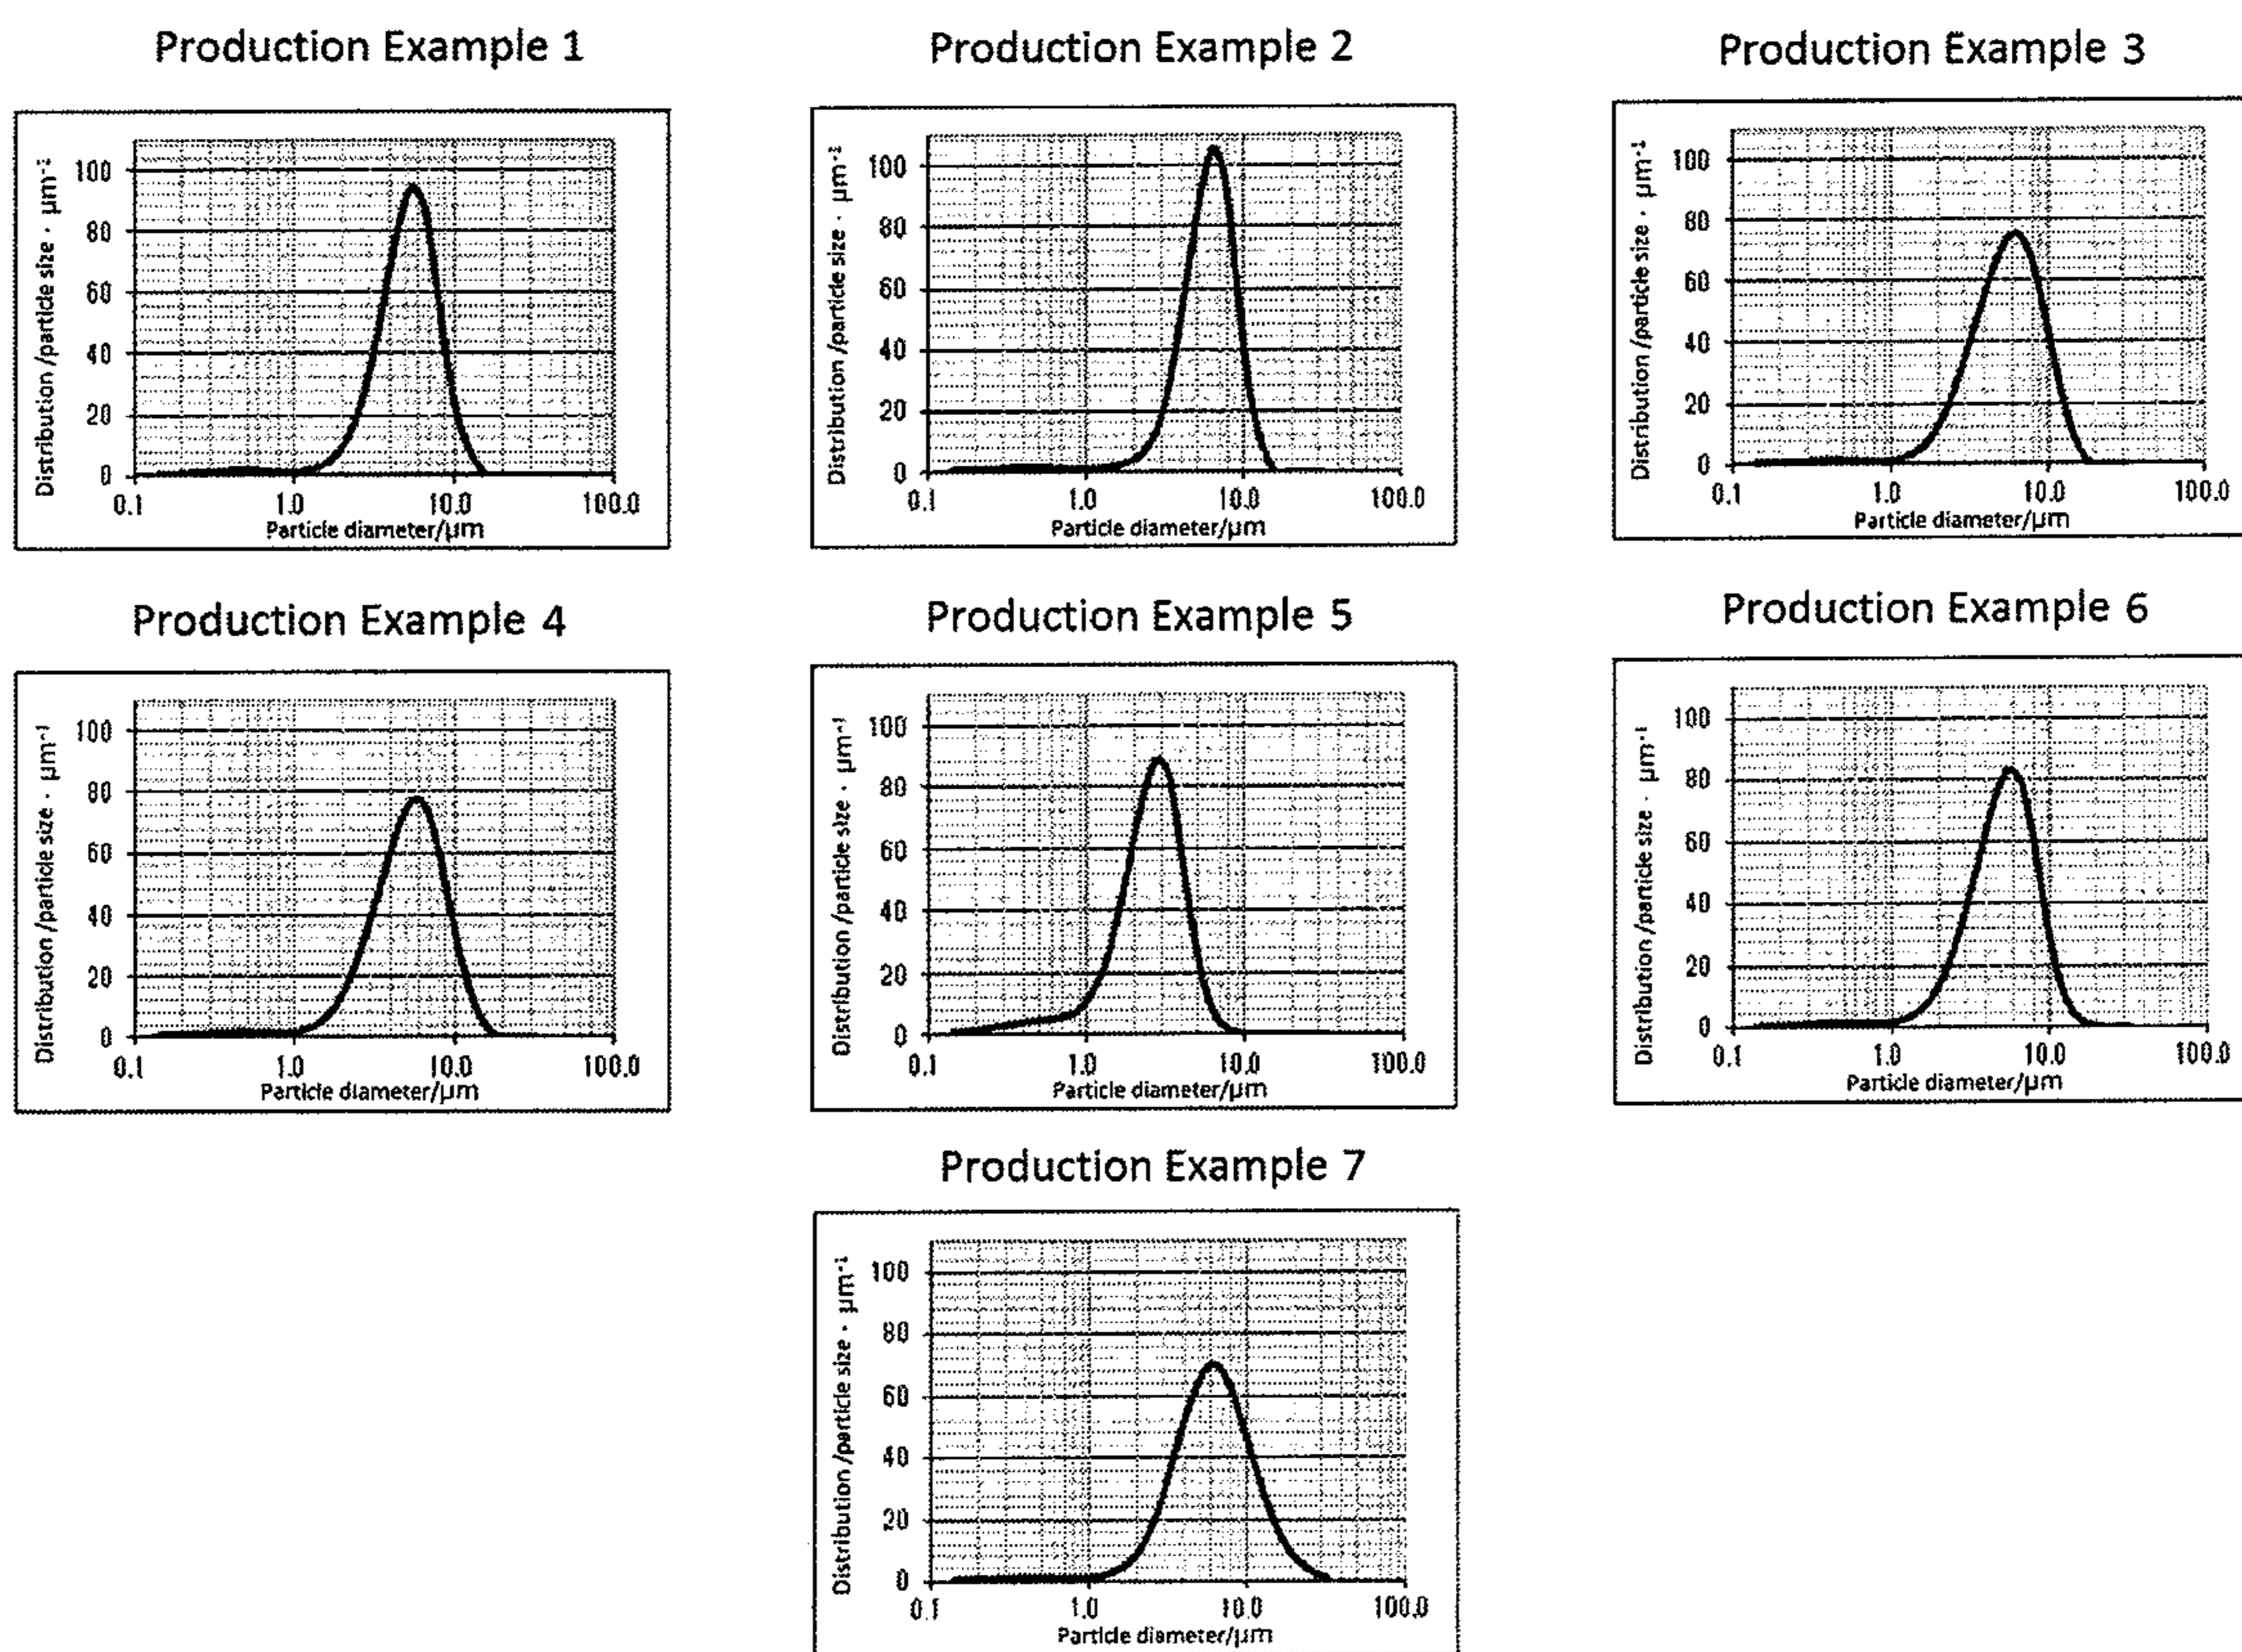 Production Example 1
Distribution /particle size · µm⁻¹
100
80
60
40
20
0
0.1 1.0 10.0 100.0
Particle diameter/µm
Production Example 2
Distribution /particle size · µm⁻¹
100
80
60
40
20
0
0.1 1.0 10.0 100.0
Particle diameter/µm
Production Example 3
Distribution /particle size · µm⁻¹
100
80
60
40
20
0
0.1 1.0 10.0 100.0
Particle diameter/µm
Production Example 4
Distribution /particle size · µm⁻¹
100
80
60
40
20
0
0.1 1.0 10.0 100.0
Particle diameter/µm
Production Example 5
Distribution /particle size · µm⁻¹
100
80
60
40
20
0
0.1 1.0 10.0 100.0
Particle diameter/µm
Production Example 6
Distribution /particle size · µm⁻¹
100
80
60
40
20
0
0.1 1.0 10.0 100.0
Particle diameter/µm
Production Example 7
Distribution /particle size · µm⁻¹
100
80
60
40
20
0
0.1 1.0 10.0 100.0
Particle diameter/µm